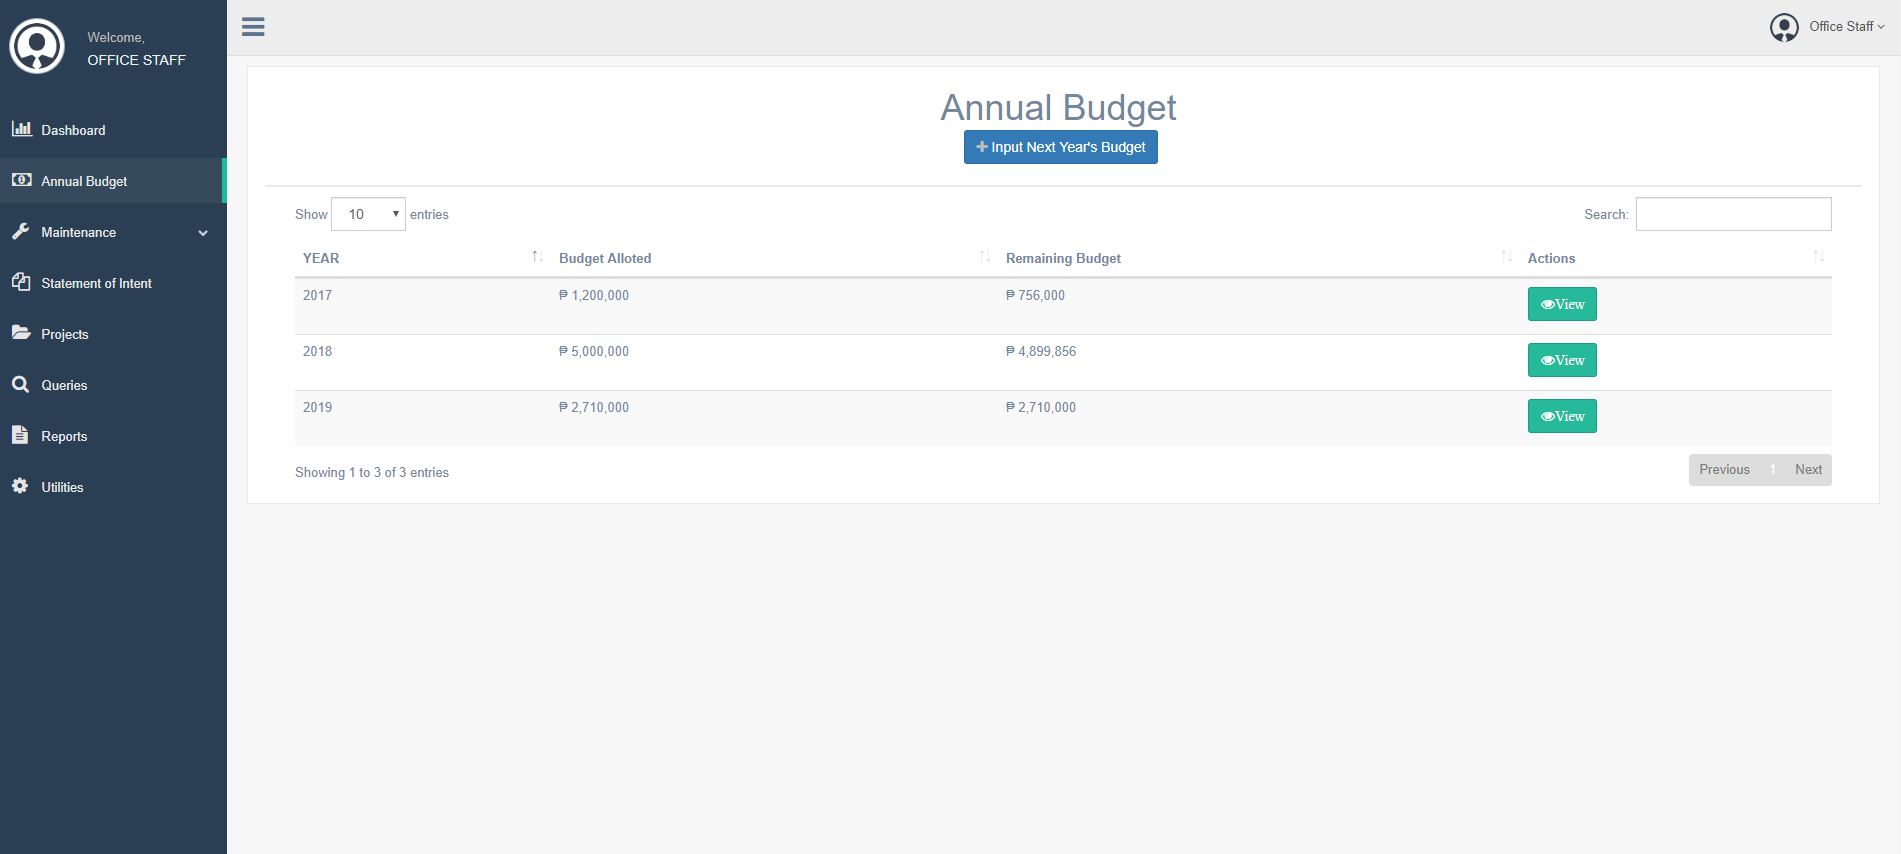 Welcome,
OFFICE STAFF
Office Staff
Dashboard
Annual Budget
Maintenance
Statement of Intent
Projects
Queries
Reports
Utilities
Annual Budget
Input Next Year's Budget
Show 10 entries
Search:
YEAR Budget Alloted Remaining Budget Actions
2017 ₱ 1,200,000 ₱ 756,000 View
2018 ₱ 5,000,000 ₱ 4,899,856 View
2019 ₱ 2,710,000 ₱ 2,710,000 View
Showing 1 to 3 of 3 entries
Previous 1 Next